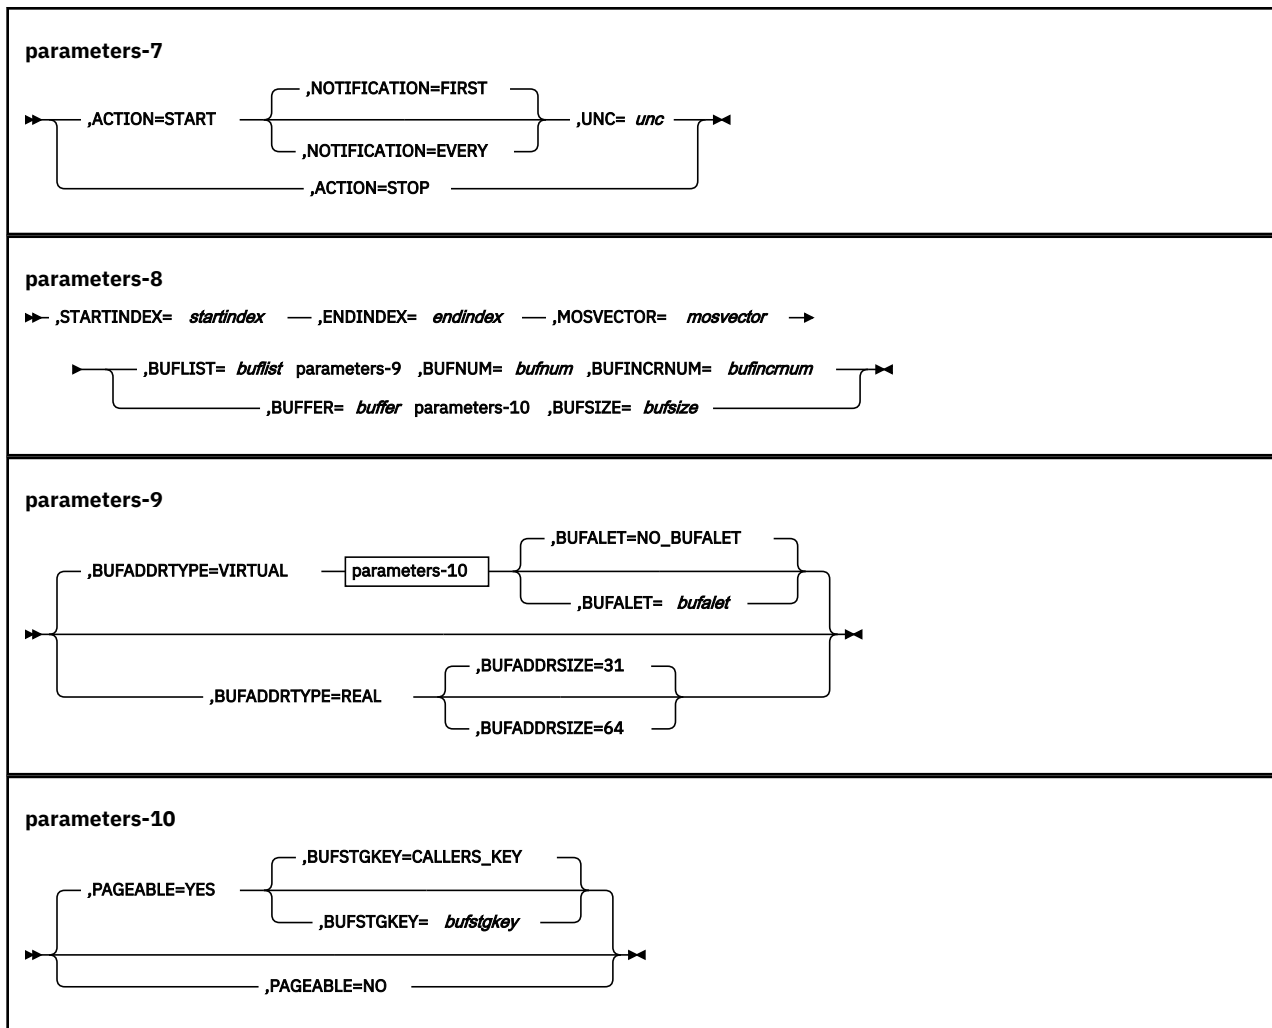 parameters-7
,NOTIFICATION=FIRST
,ACTION=START ,UNC= unc
,NOTIFICATION=EVERY
,ACTION=STOP
parameters-8
,STARTINDEX= startindex ,ENDINDEX= endindex ,MOSVECTOR= mosvector
,BUFLIST= buflist parameters-9 ,BUFNUM= bufnum ,BUFINCRNUM= bufincrnum
,BUFFER= buffer parameters-10 ,BUFSIZE= bufsize
parameters-9
,BUFALET=NO_BUFALET
,BUFADDRTYPE=VIRTUAL parameters-10
,BUFALET= bufalet
,BUFADDRSIZE=31
,BUFADDRTYPE=REAL
,BUFADDRSIZE=64
parameters-10
,BUFSTGKEY=CALLERS_KEY
,PAGEABLE=YES
,BUFSTGKEY= bufstgkey
,PAGEABLE=NO